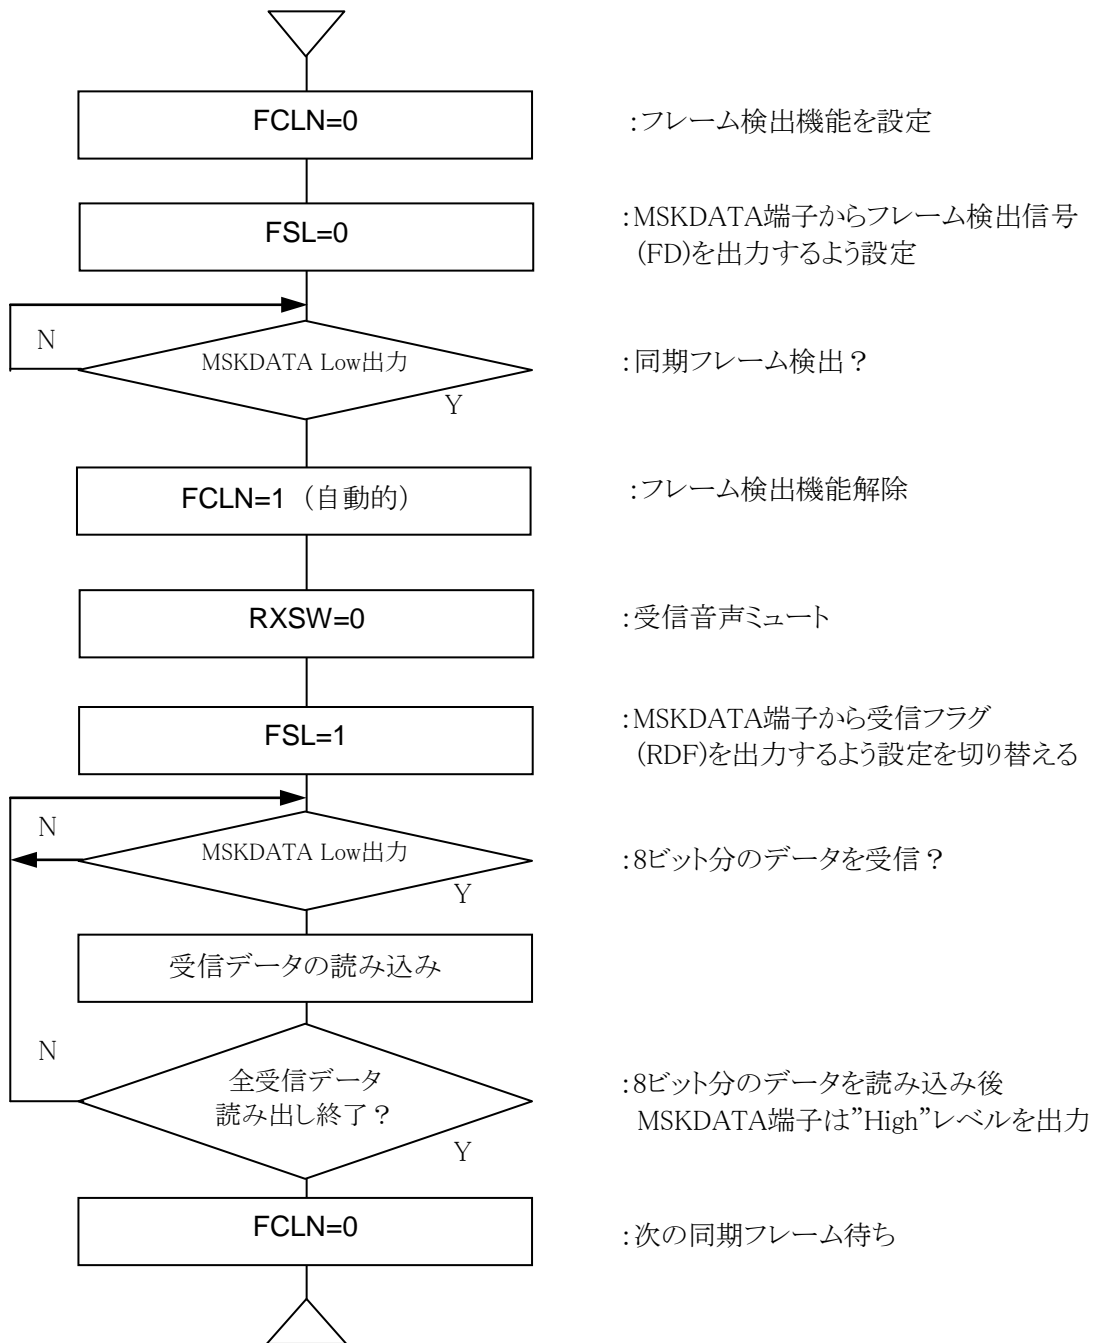 FCLN=0
:フレーム検出機能を設定
FSL=0
:MSKDATA端子からフレーム検出信号
(FD)を出力するよう設定
N
MSKDATA Low出力
:同期フレーム検出？
Y
FCLN=1（自動的）
:フレーム検出機能解除
RXSW=0
:受信音声ミュート
FSL=1
:MSKDATA端子から受信フラグ
(RDF)を出力するよう設定を切り替える
N
MSKDATA Low出力
:8ビット分のデータを受信？
Y
受信データの読み込み
N
全受信データ
読み出し終了？
:8ビット分のデータを読み込み後
MSKDATA端子は”High”レベルを出力
Y
FCLN=0
:次の同期フレーム待ち